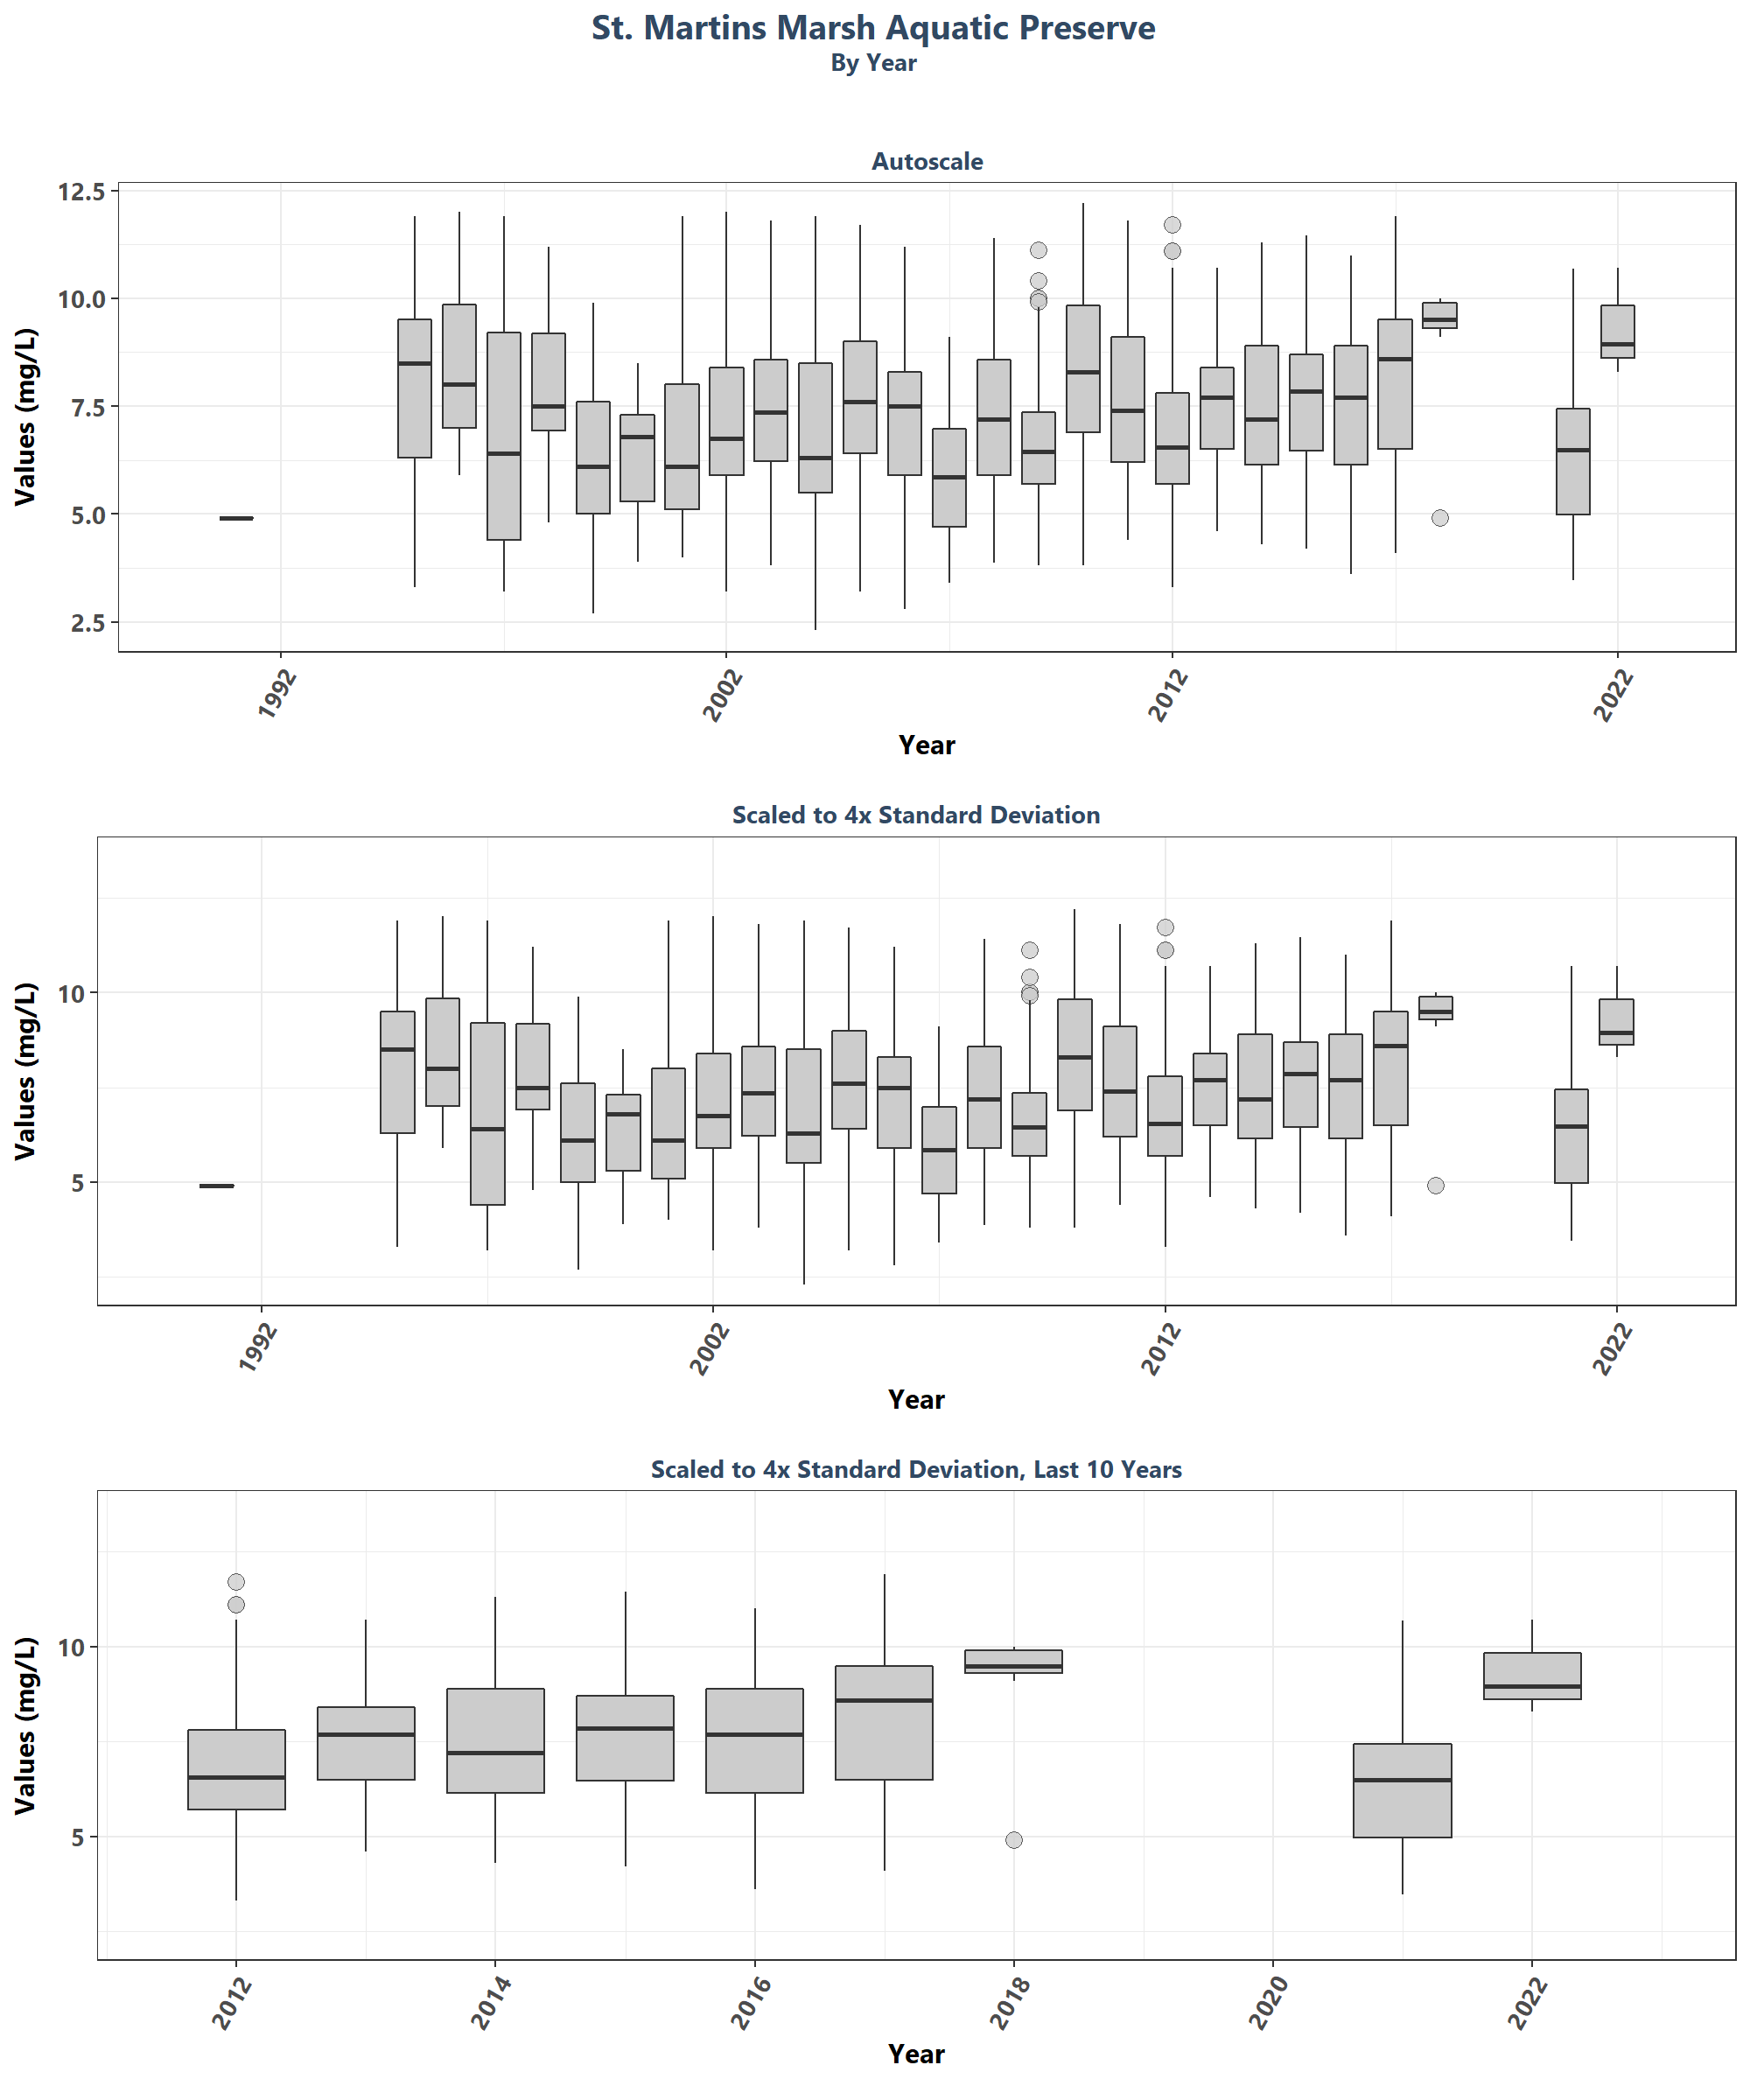 St. Martins Marsh Aquatic Preserve
By Year
Autoscale
Values (mg/L)
12.5
10.0
7.5
5.0
2.5
1992
2002
2012
2022
Year
Scaled to 4x Standard Deviation
Values (mg/L)
10
5
1992
2002
2012
2022
Year
Scaled to 4x Standard Deviation, Last 10 Years
Values (mg/L)
10
5
2012
2014
2016
2018
2020
2022
Year